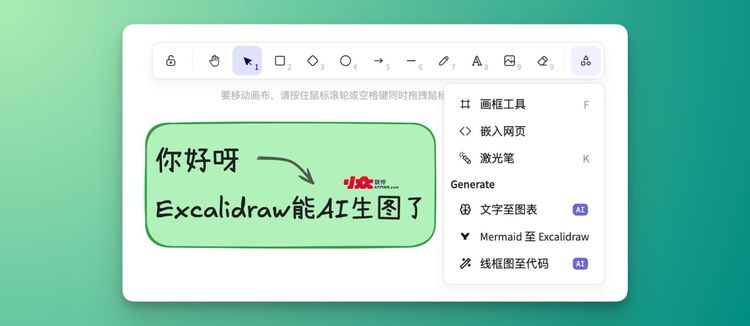 1 2 3 4 5 6 7 8 9 0
要移动画布，请按住鼠标滚轮或空格键同时拖拽鼠标
你好呀
小众软件
APPINN.com
Excalidraw能AI生图了
画框工具 F
嵌入网页
激光笔 K
Generate
文字至图表 AI
Mermaid 至 Excalidraw
线框图至代码 AI